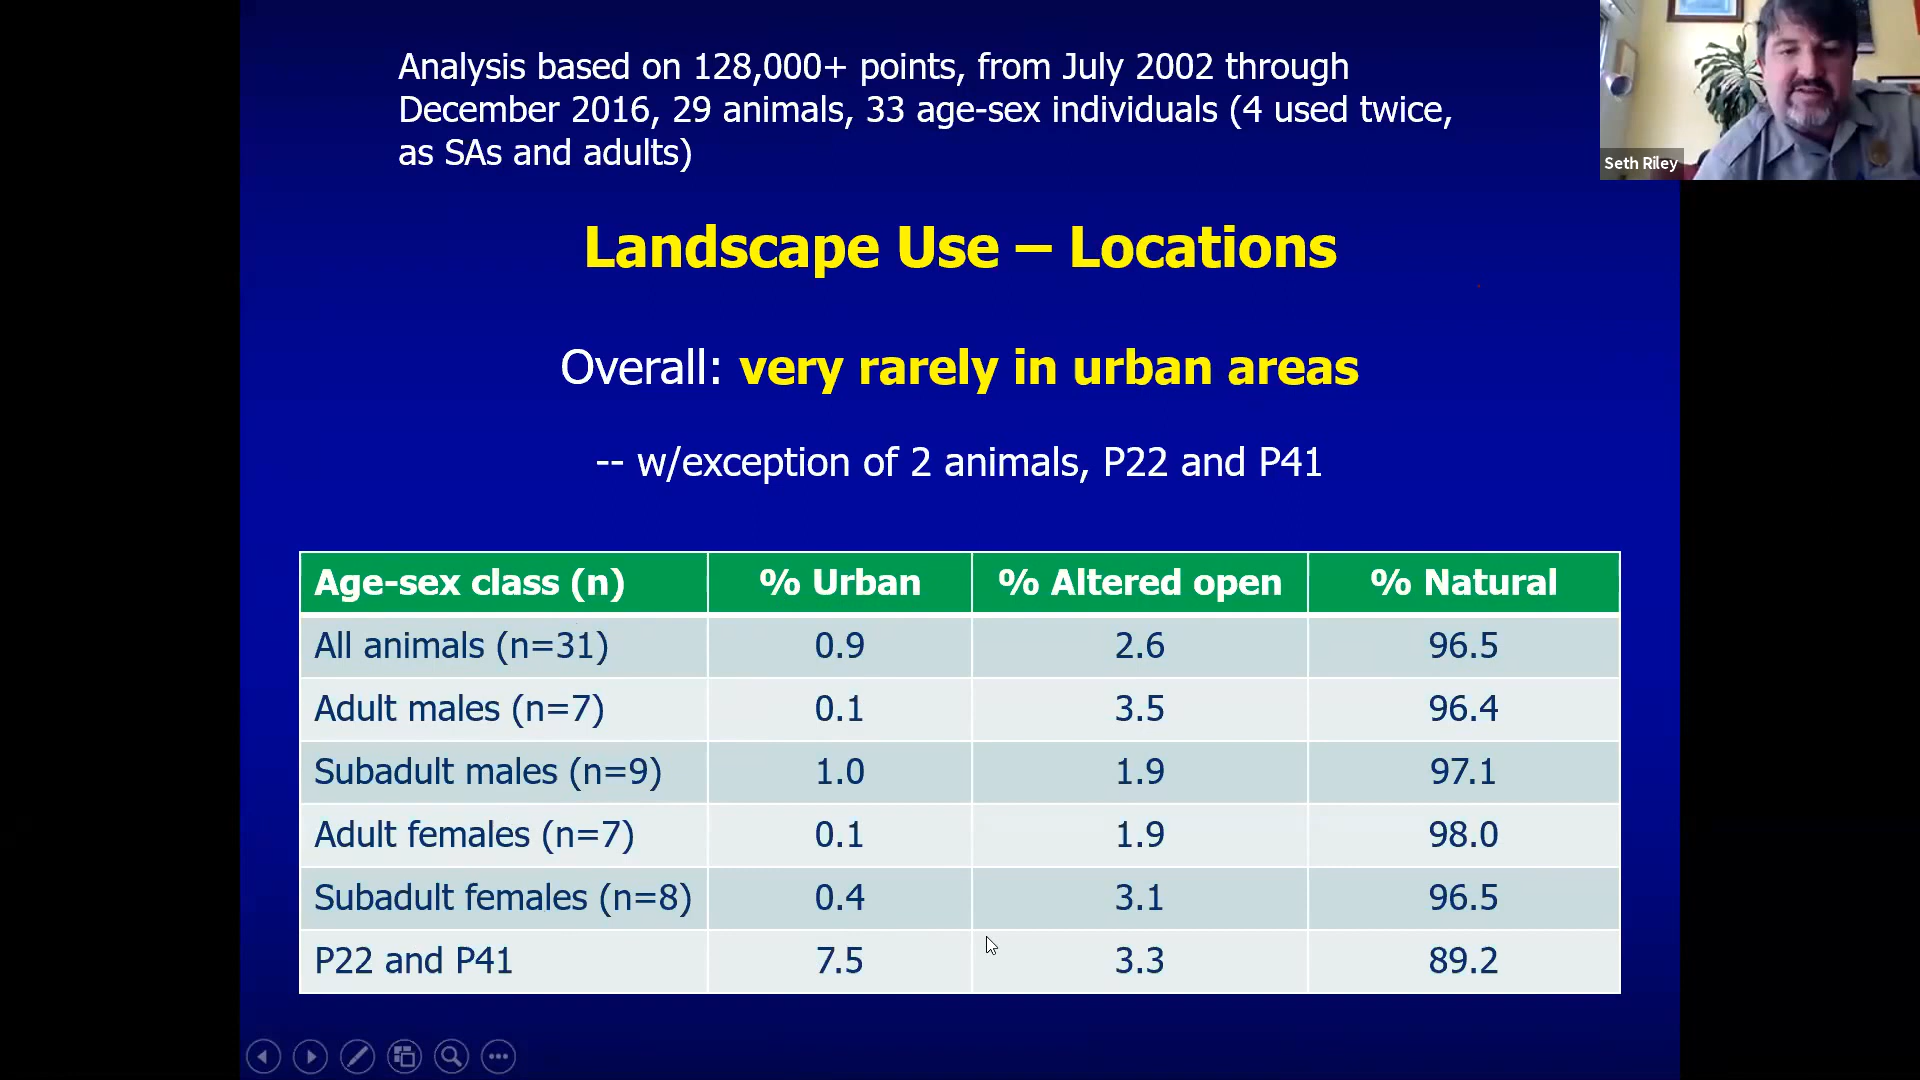 Analysis based on 128,000+ points, from July 2002 through
December 2016, 29 animals, 33 age-sex individuals (4 used twice,
as SAs and adults)
Seth Riley
Landscape Use – Locations
Overall: very rarely in urban areas
-- w/exception of 2 animals, P22 and P41
Age-sex class (n) % Urban % Altered open % Natural
All animals (n=31) 0.9 2.6 96.5
Adult males (n=7) 0.1 3.5 96.4
Subadult males (n=9) 1.0 1.9 97.1
Adult females (n=7) 0.1 1.9 98.0
Subadult females (n=8) 0.4 3.1 96.5
P22 and P41 7.5 3.3 89.2